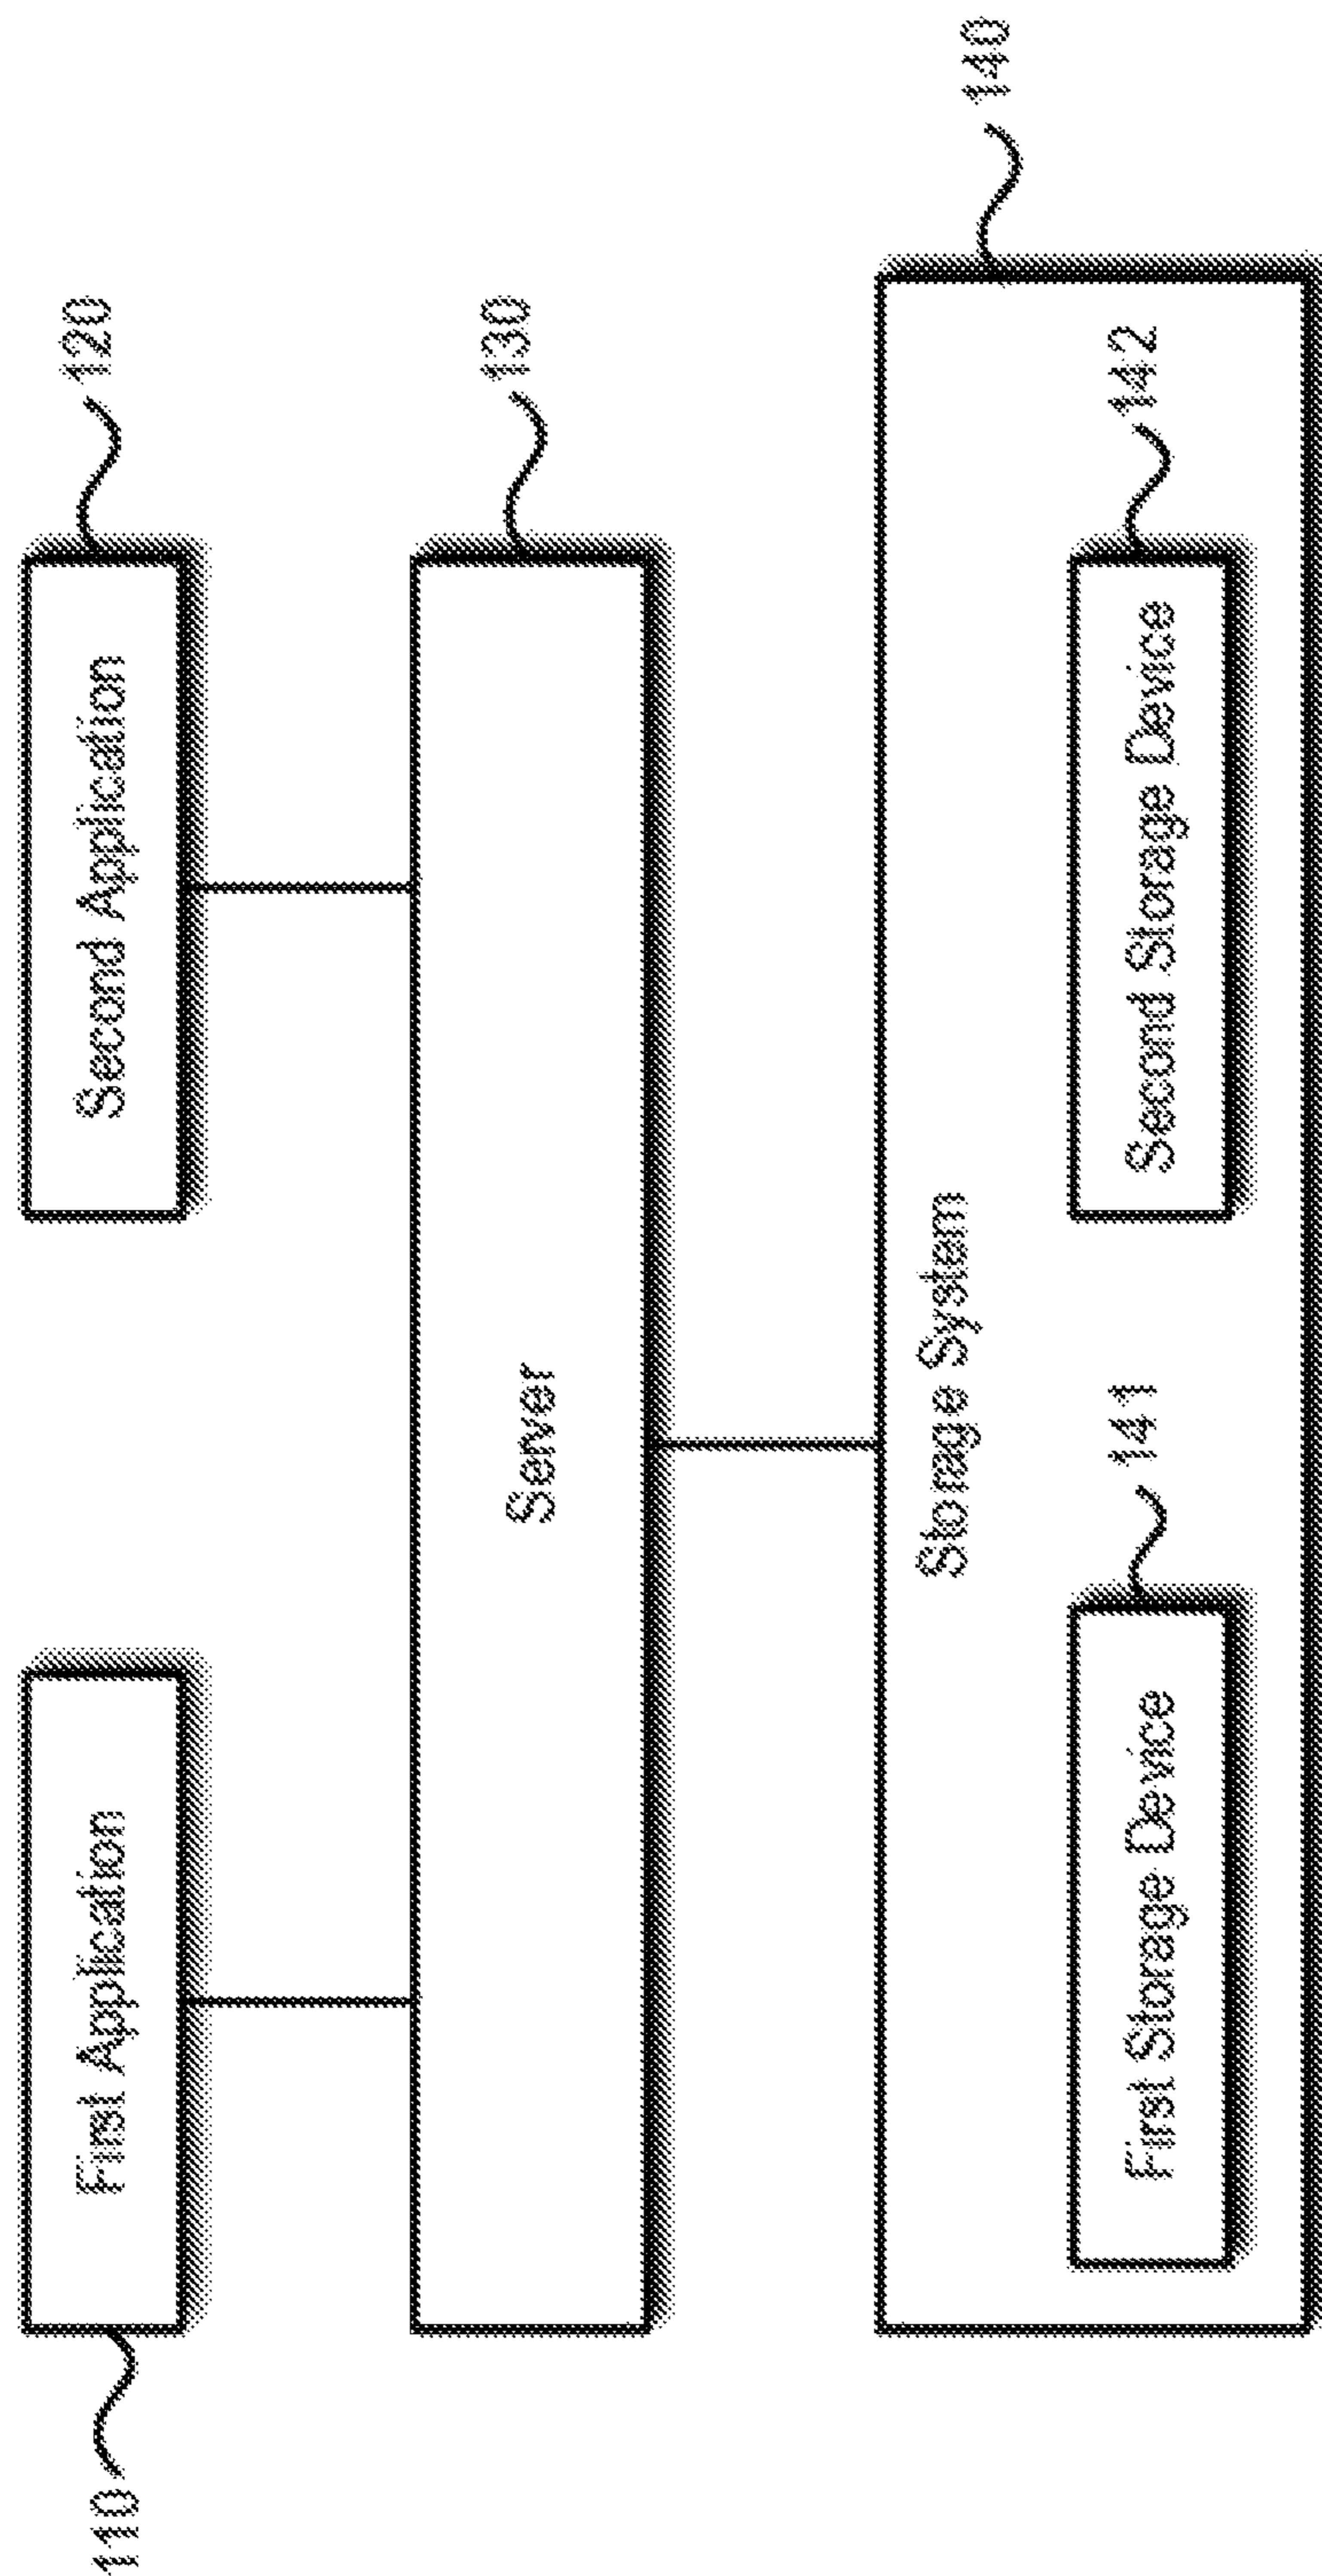 110
First Application
Second Application
120
Server
130
Storage System
140
First Storage Device
141
Second Storage Device
142